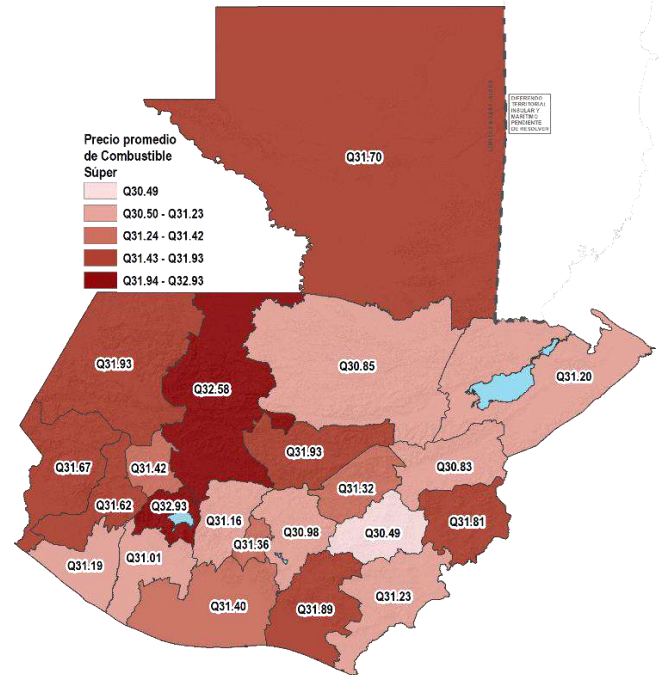 Q31.70
DIFERENDO
TERRITORIAL
INSULAR Y
MARÍTIMO
PENDIENTE
DE RESOLVER
Precio promedio
de Combustible
Súper
Q30.49
Q30.50 - Q31.23
Q31.24 - Q31.42
Q31.43 - Q31.93
Q31.94 - Q32.93
Q31.93
Q32.58
Q30.85
Q31.20
Q31.67
Q31.42
Q31.93
Q30.83
Q31.62
Q32.93
Q31.16
Q31.32
Q31.81
Q31.36
Q30.98
Q30.49
Q31.19
Q31.01
Q31.40
Q31.89
Q31.23